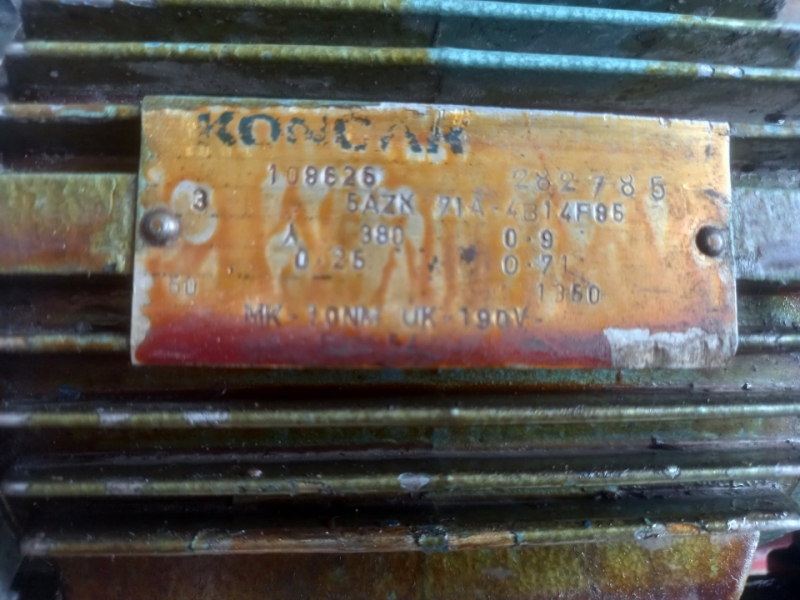 KONČAR
108626 282785
3 5AZK 71A-4B14F85
⅄ 380 0.9
0.25 0.71
50 1350
MK-10NM UK-190V